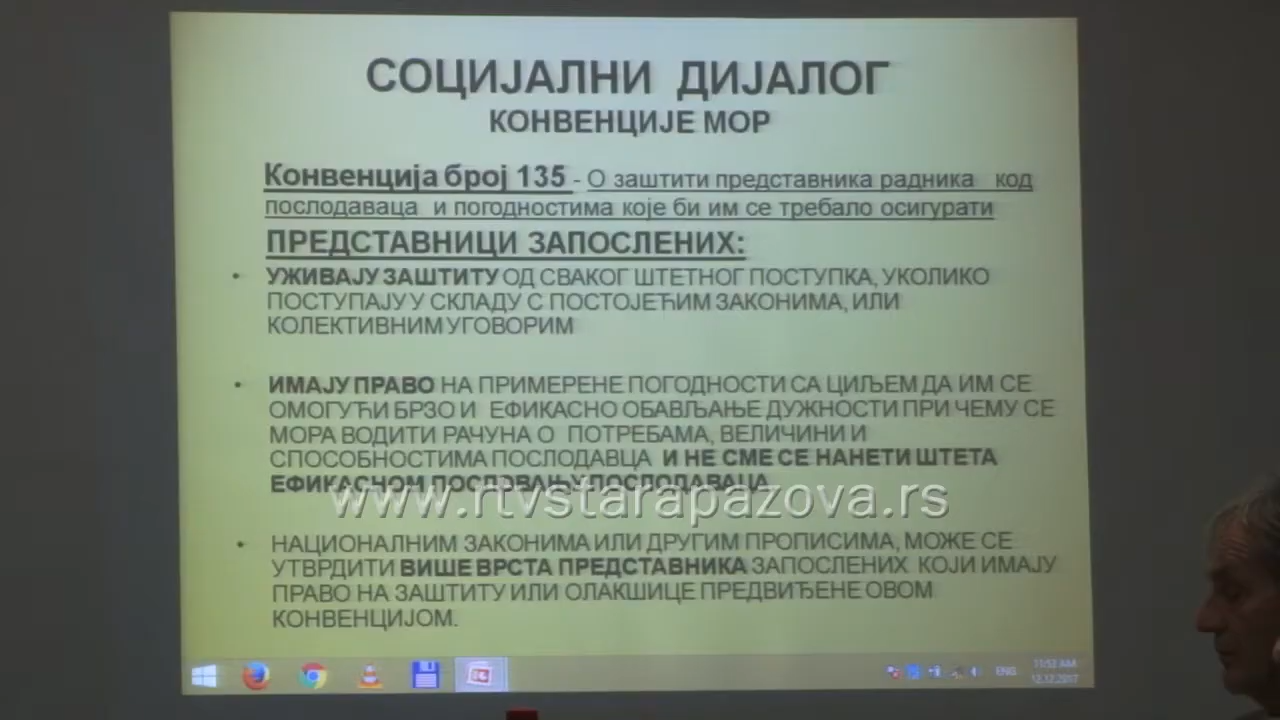 СОЦИЈАЛНИ ДИЈАЛОГ
КОНВЕНЦИЈЕ МОР
Конвенција број 135 - О заштити представника радника код
послодаваца и погодностима које би им се требало осигурати
ПРЕДСТАВНИЦИ ЗАПОСЛЕНИХ:
• УЖИВАЈУ ЗАШТИТУ ОД СВАКОГ ШТЕТНОГ ПОСТУПКА, УКОЛИКО
ПОСТУПАЈУ У СКЛАДУ С ПОСТОЈЕЋИМ ЗАКОНИМА, ИЛИ
КОЛЕКТИВНИМ УГОВОРИМ
• ИМАЈУ ПРАВО НА ПРИМЕРЕНЕ ПОГОДНОСТИ СА ЦИЉЕМ ДА ИМ СЕ
ОМОГУЋИ БРЗО И ЕФИКАСНО ОБАВЉАЊЕ ДУЖНОСТИ ПРИ ЧЕМУ СЕ
МОРА ВОДИТИ РАЧУНА О ПОТРЕБАМА, ВЕЛИЧИНИ И
СПОСОБНОСТИМА ПОСЛОДАВЦА И НЕ СМЕ СЕ НАНЕТИ ШТЕТА
ЕФИКАСНОМ ПОСЛОВАЊУ ПОСЛОДАВАЦА
www.rtvstarapazova.rs
• НАЦИОНАЛНИМ ЗАКОНИМА ИЛИ ДРУГИМ ПРОПИСИМА, МОЖЕ СЕ
УТВРДИТИ ВИШЕ ВРСТА ПРЕДСТАВНИКА ЗАПОСЛЕНИХ КОЈИ ИМАЈУ
ПРАВО НА ЗАШТИТУ ИЛИ ОЛАКШИЦЕ ПРЕДВИЂЕНЕ ОВОМ
КОНВЕНЦИЈОМ.
ENG 11:52 AM
12.12.2017